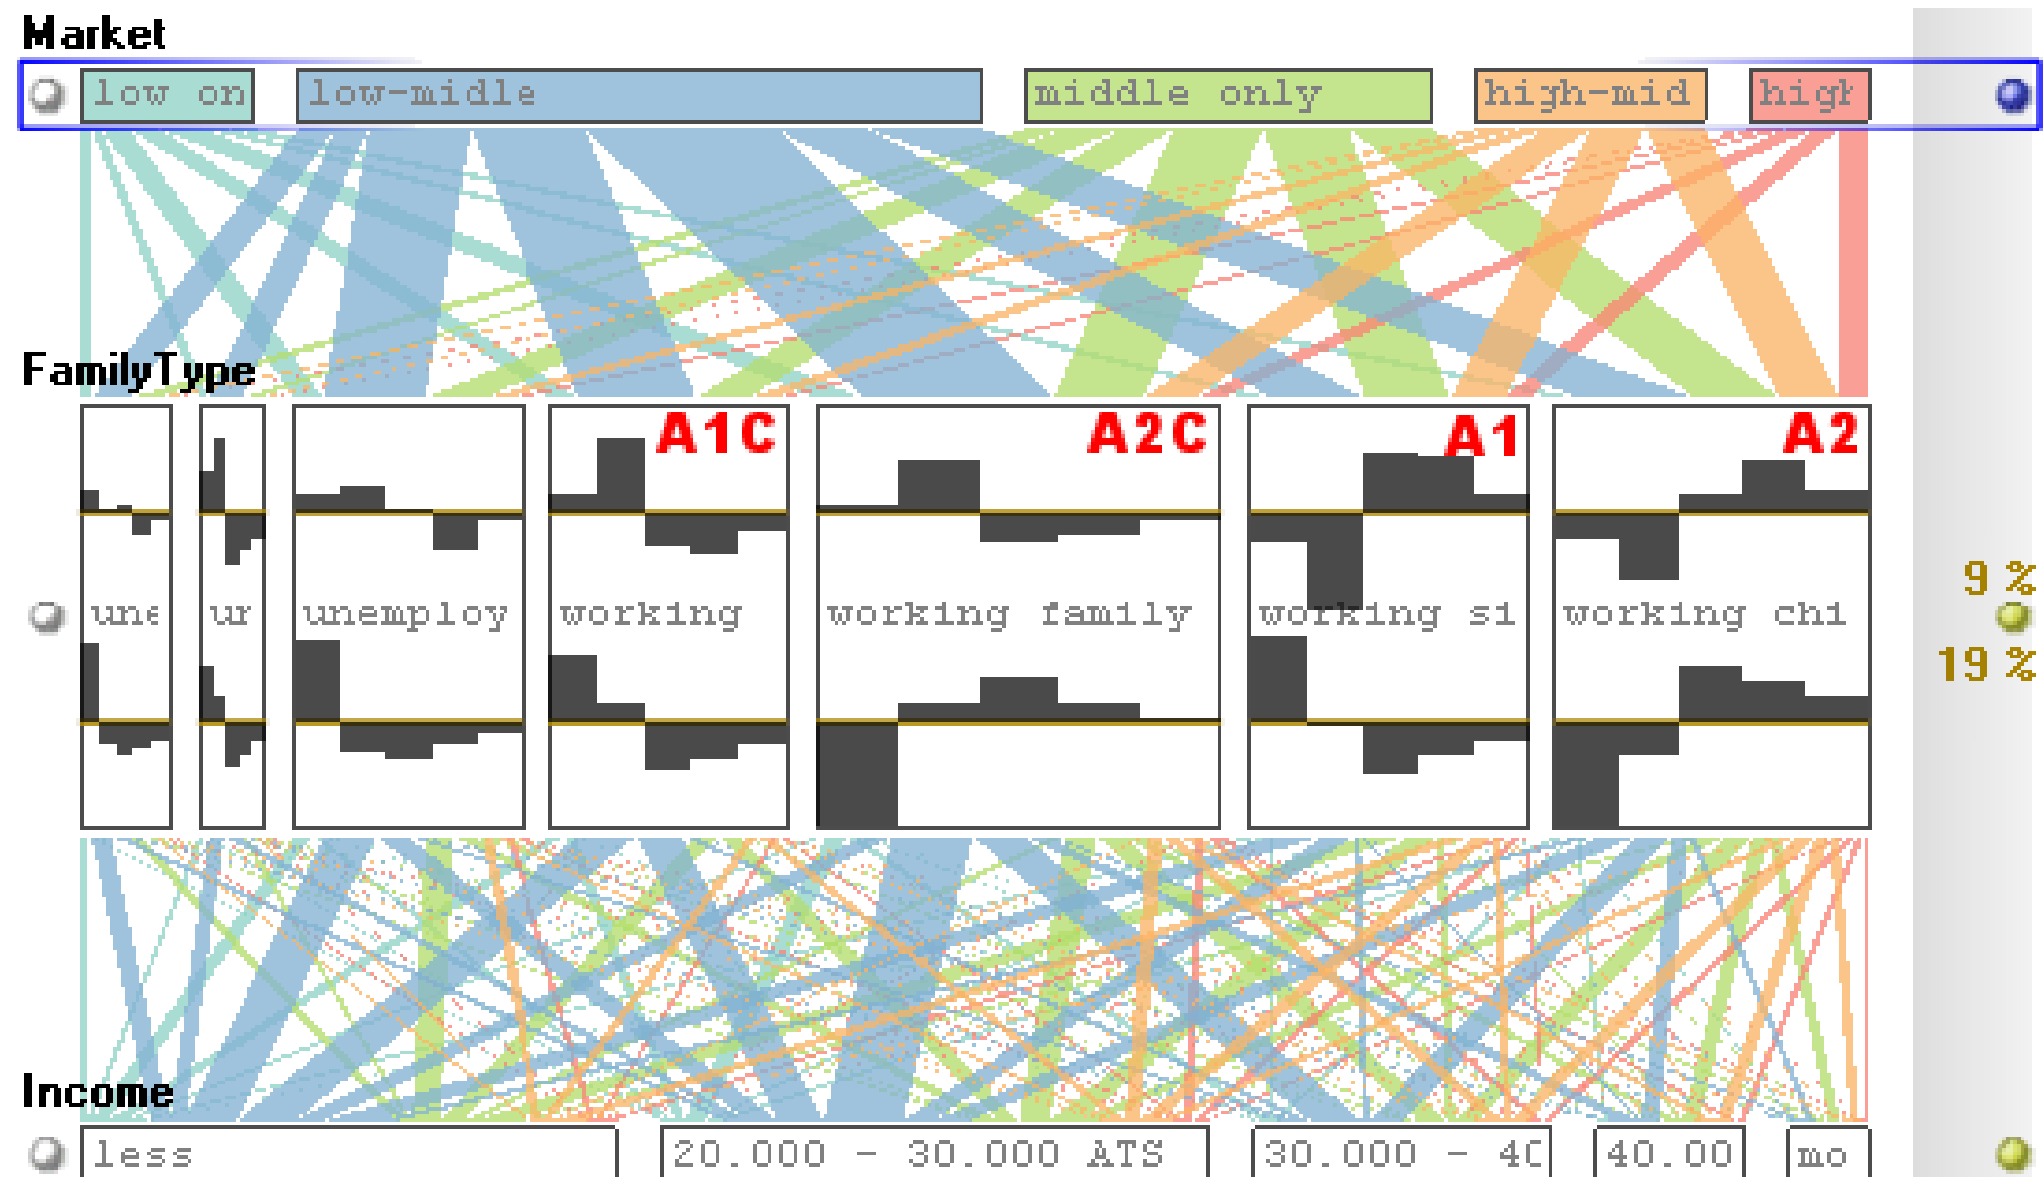 Market
low on low-midle middle only high-mid high
FamilyType
A1C A2C A1 A2
9 %
une ur unemploy working working family working si working chi
19 %
Income
less 20.000 - 30.000 ATS 30.000 - 40 40.00 mo